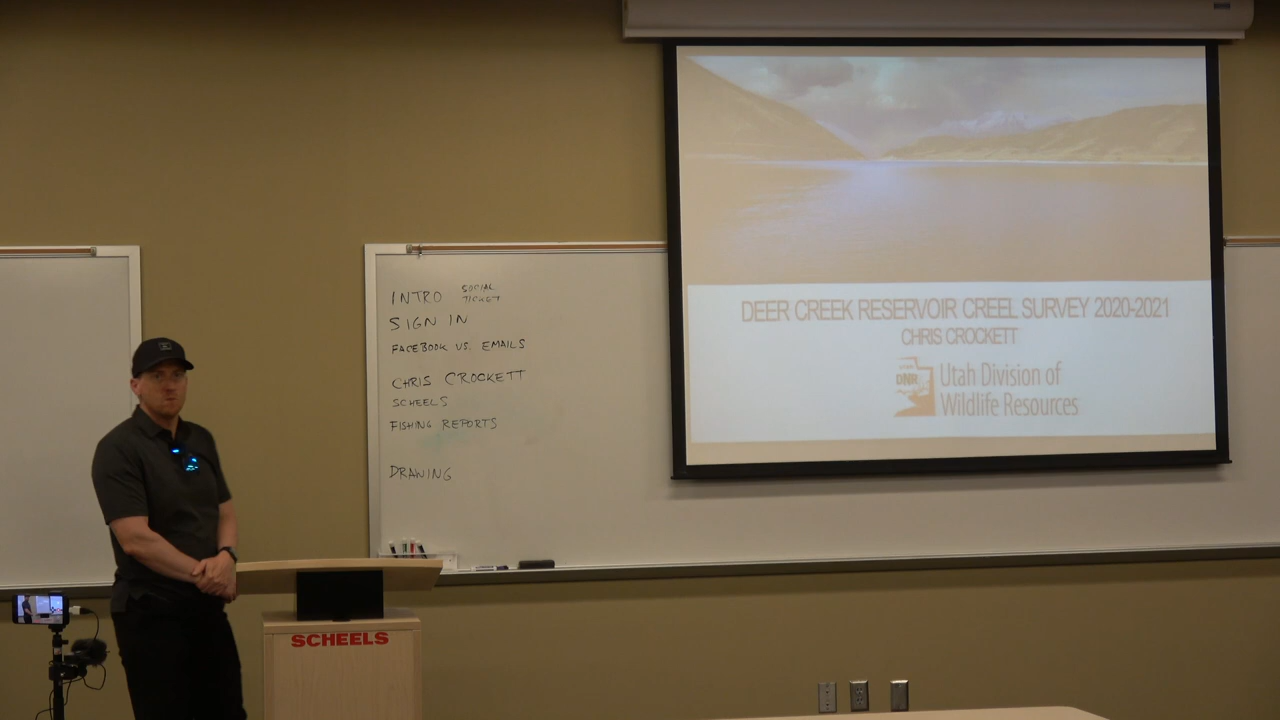 INTRO SOCIAL TICKET
SIGN IN
FACEBOOK VS. EMAILS
CHRIS CROCKETT
SCHEELS
FISHING REPORTS
DRAWING
DEER CREEK RESERVOIR CREEL SURVEY 2020-2021
CHRIS CROCKETT
UTAH
DNR
Utah Division of
Wildlife Resources
SCHEELS